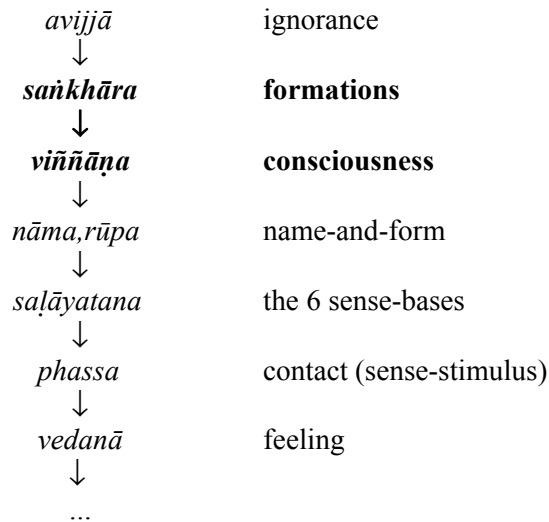 avijjā ignorance
↓
saṅkhāra formations
↓
viññāṇa consciousness
↓
nāma,rūpa name-and-form
↓
saḷāyatana the 6 sense-bases
↓
phassa contact (sense-stimulus)
↓
vedanā feeling
↓
...